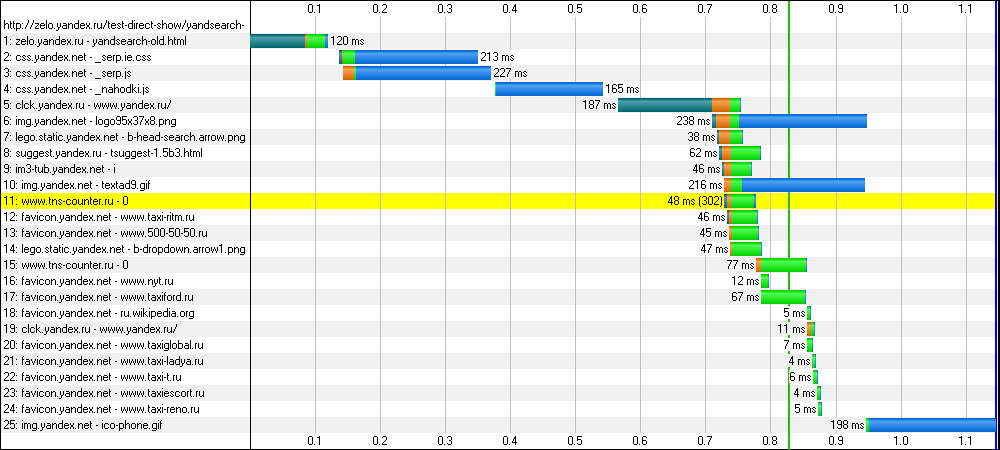 0.1 0.2 0.3 0.4 0.5 0.6 0.7 0.8 0.9 1.0 1.1
http://zelo.yandex.ru/test-direct-show/yandsearch-
1: zelo.yandex.ru - yandsearch-old.html 120 ms
2: css.yandex.net - _serp.ie.css 213 ms
3: css.yandex.net - _serp.js 227 ms
4: css.yandex.net - _nahodki.js 165 ms
5: clck.yandex.ru - www.yandex.ru/ 187 ms
6: img.yandex.net - logo95x37x8.png 238 ms
7: lego.static.yandex.net - b-head-search.arrow.png 38 ms
8: suggest.yandex.ru - tsuggest-1.5b3.html 62 ms
9: im3-tub.yandex.net - i 46 ms
10: img.yandex.net - textad9.gif 216 ms
11: www.tns-counter.ru - 0 48 ms (302)
12: favicon.yandex.net - www.taxi-ritm.ru 46 ms
13: favicon.yandex.net - www.500-50-50.ru 45 ms
14: lego.static.yandex.net - b-dropdown.arrow1.png 47 ms
15: www.tns-counter.ru - 0 77 ms
16: favicon.yandex.net - www.nyt.ru 12 ms
17: favicon.yandex.net - www.taxiford.ru 67 ms
18: favicon.yandex.net - ru.wikipedia.org 5 ms
19: clck.yandex.ru - www.yandex.ru/ 11 ms
20: favicon.yandex.net - www.taxiglobal.ru 7 ms
21: favicon.yandex.net - www.taxi-ladya.ru 4 ms
22: favicon.yandex.net - www.taxi-t.ru 6 ms
23: favicon.yandex.net - www.taxiescort.ru 4 ms
24: favicon.yandex.net - www.taxi-reno.ru 5 ms
25: img.yandex.net - ico-phone.gif 198 ms
0.1 0.2 0.3 0.4 0.5 0.6 0.7 0.8 0.9 1.0 1.1